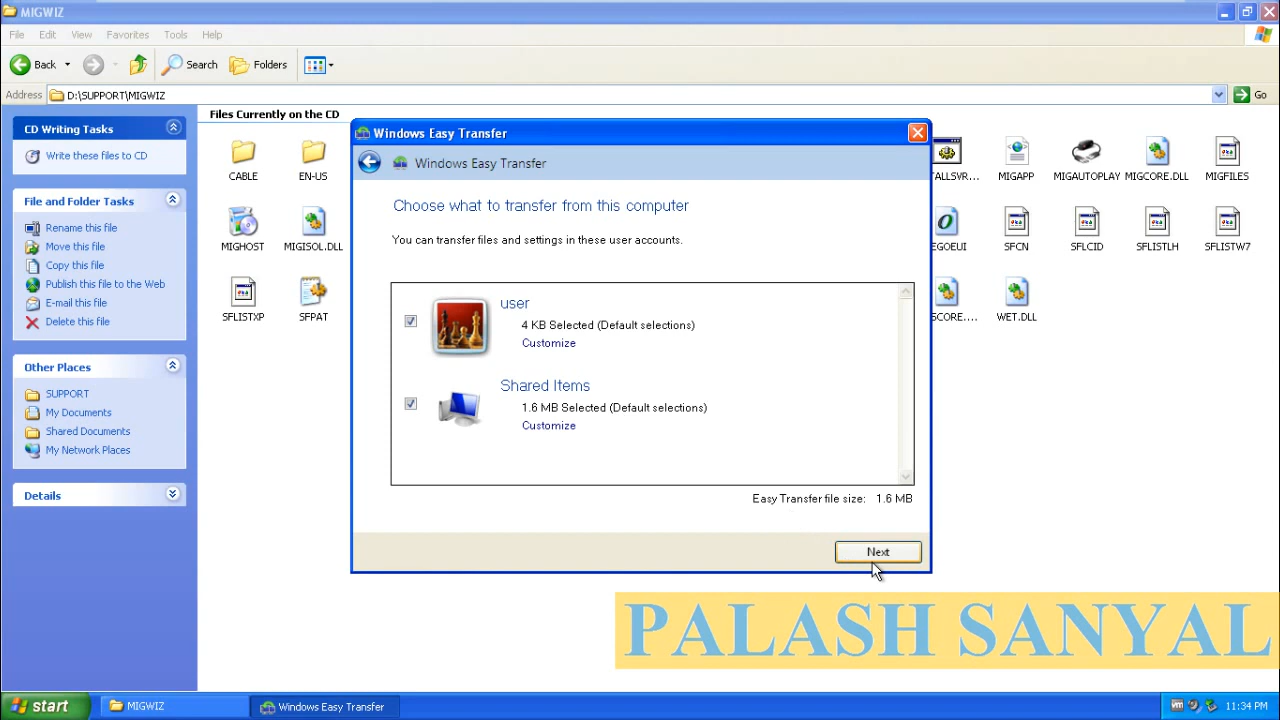 MIGWIZ
File Edit View Favorites Tools Help
Back Search Folders
Address D:\SUPPORT\MIGWIZ Go
CD Writing Tasks
Write these files to CD
File and Folder Tasks
Rename this file
Move this file
Copy this file
Publish this file to the Web
E-mail this file
Delete this file
Other Places
SUPPORT
My Documents
Shared Documents
My Network Places
Details
Files Currently on the CD
CABLE EN-US TALLSVR... MIGAPP MIGAUTOPLAY MIGCORE.DLL MIGFILES
MIGHOST MIGISOL.DLL EGOEUI SFCN SFLCID SFLISTLH SFLISTW7
SFLISTXP SFPAT SCORE.... WET.DLL
Windows Easy Transfer
Windows Easy Transfer
Choose what to transfer from this computer
You can transfer files and settings in these user accounts.
user
4 KB Selected (Default selections)
Customize
Shared Items
1.6 MB Selected (Default selections)
Customize
Easy Transfer file size: 1.6 MB
Next
PALASH SANYAL
start MIGWIZ Windows Easy Transfer 11:34 PM